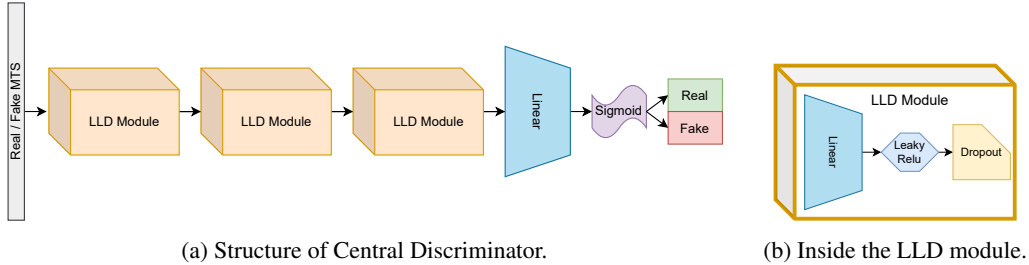 Real / Fake MTS
LLD Module
LLD Module
LLD Module
Linear
Sigmoid
Real
Fake
(a) Structure of Central Discriminator.
LLD Module
Linear
Leaky
Relu
Dropout
(b) Inside the LLD module.